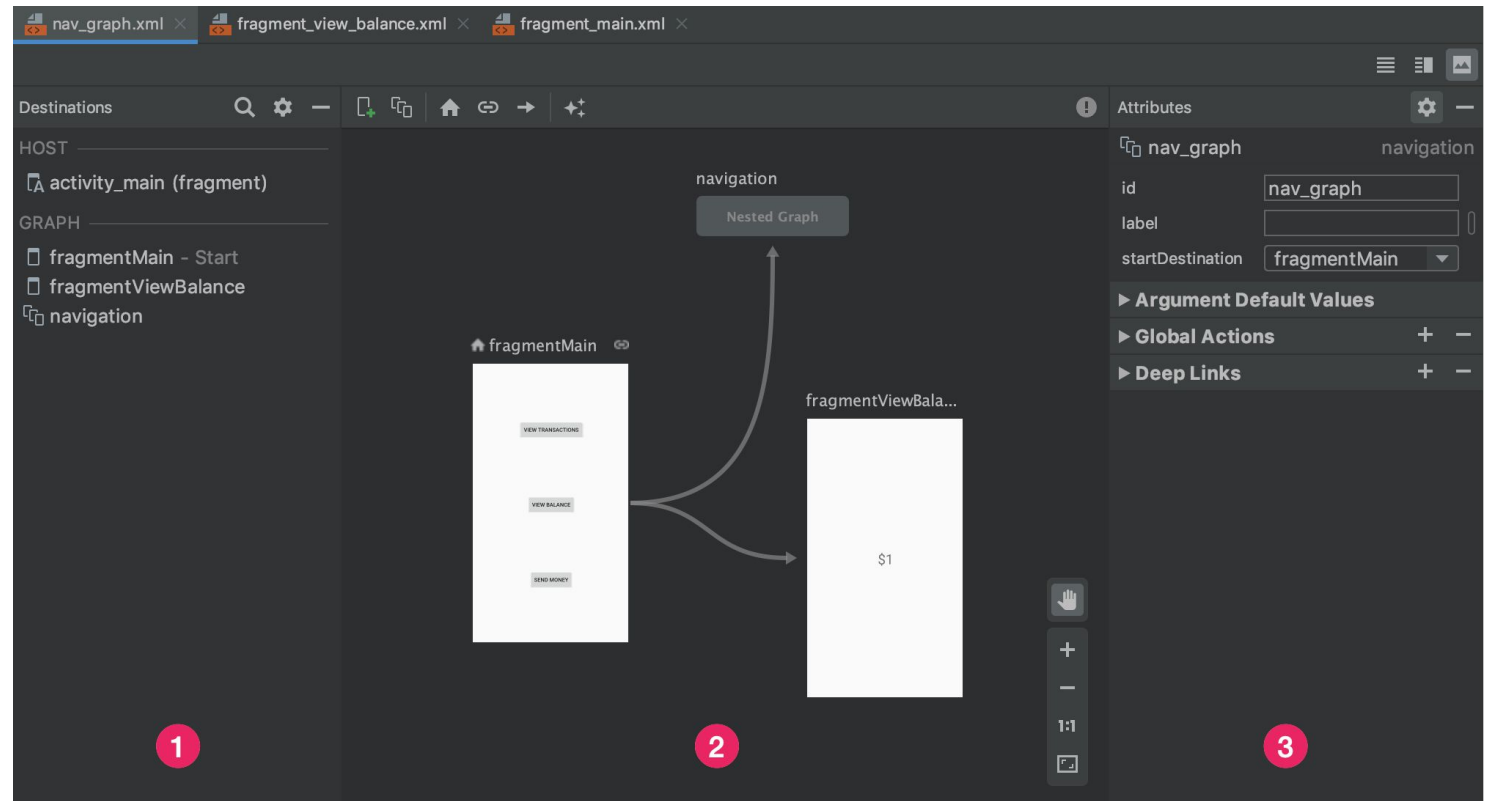 nav_graph.xml fragment_view_balance.xml fragment_main.xml
Destinations
HOST
activity_main (fragment)
GRAPH
fragmentMain - Start
fragmentViewBalance
navigation
1
navigation
Nested Graph
fragmentMain
VIEW TRANSACTIONS
VIEW BALANCE
SEND MONEY
fragmentViewBala...
$1
1:1
2
Attributes
nav_graph navigation
id nav_graph
label
startDestination fragmentMain
Argument Default Values
Global Actions
Deep Links
3